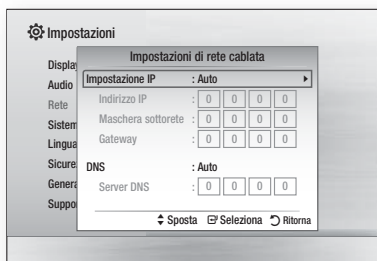 Impostazioni
Impostazioni di rete cablata
Display
Audio
Rete
Sistem
Lingua
Sicure
Genera
Suppo
Impostazione IP : Auto
Indirizzo IP : 0 0 0 0
Maschera sottorete : 0 0 0 0
Gateway : 0 0 0 0
DNS : Auto
Server DNS : 0 0 0 0
Sposta Seleziona Ritorna